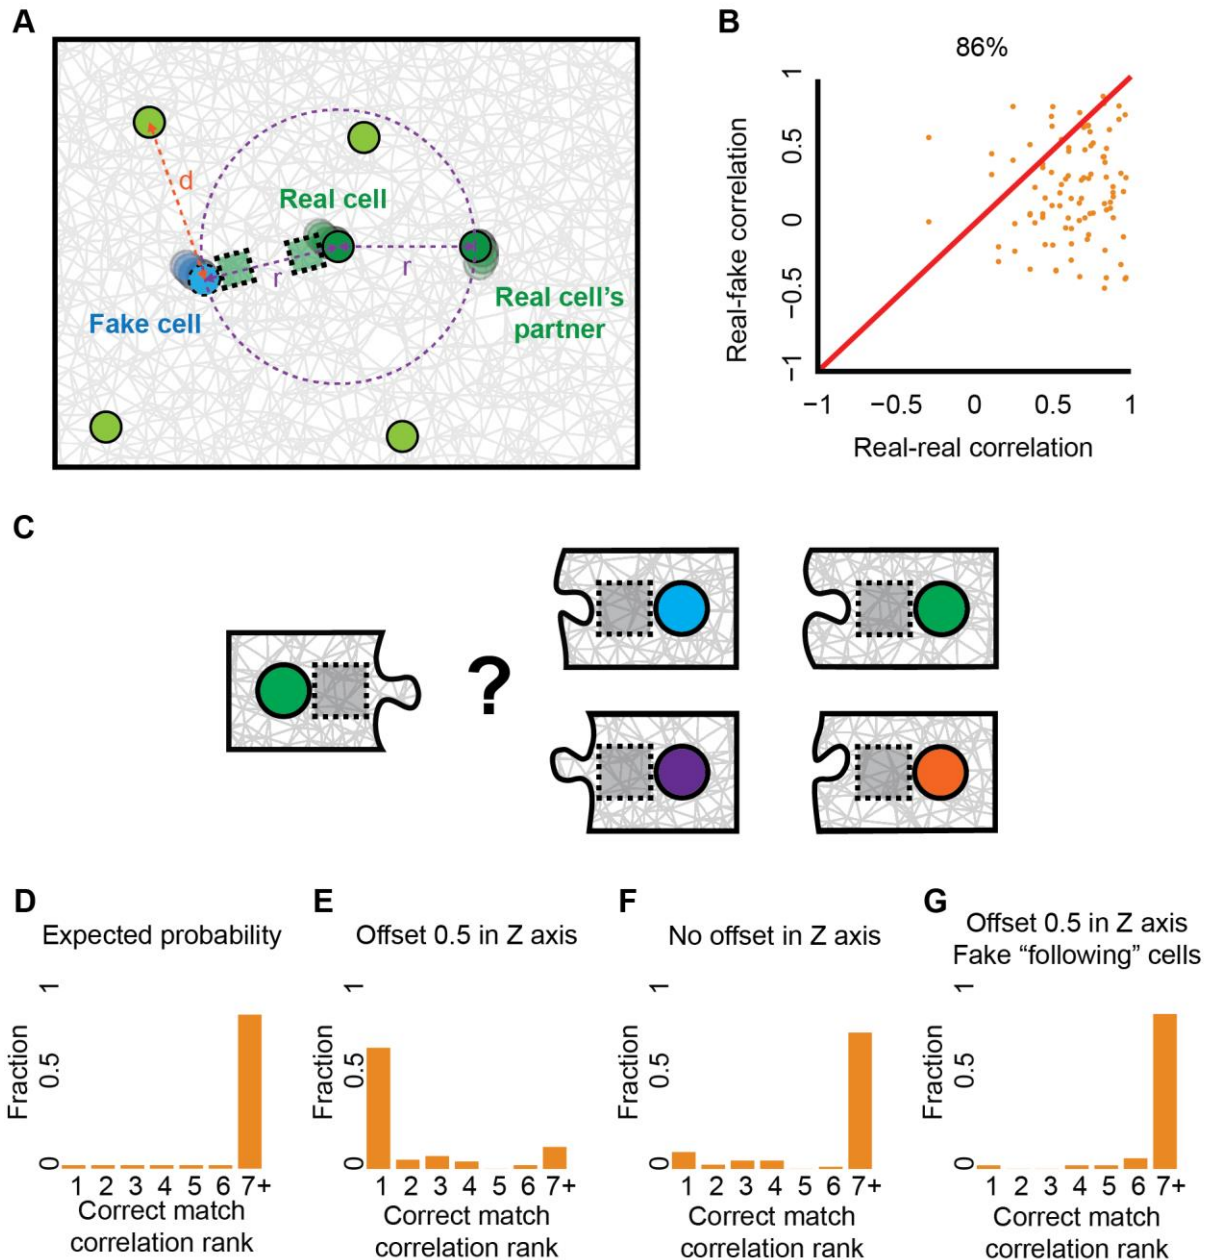 A
d
Real cell
r
r
Fake cell
Real cell's
partner
B
86%
Real-fake correlation
1
0.5
0
−0.5
−1
−1
−0.5
0
0.5
1
Real-real correlation
C
?
D
Expected probability
Fraction
1
0.5
0
1 2 3 4 5 6 7+
Correct match
correlation rank
E
Offset 0.5 in Z axis
Fraction
1
0.5
0
1 2 3 4 5 6 7+
Correct match
correlation rank
F
No offset in Z axis
Fraction
1
0.5
0
1 2 3 4 5 6 7+
Correct match
correlation rank
G
Offset 0.5 in Z axis
Fake “following” cells
Fraction
1
0.5
0
1 2 3 4 5 6 7+
Correct match
correlation rank